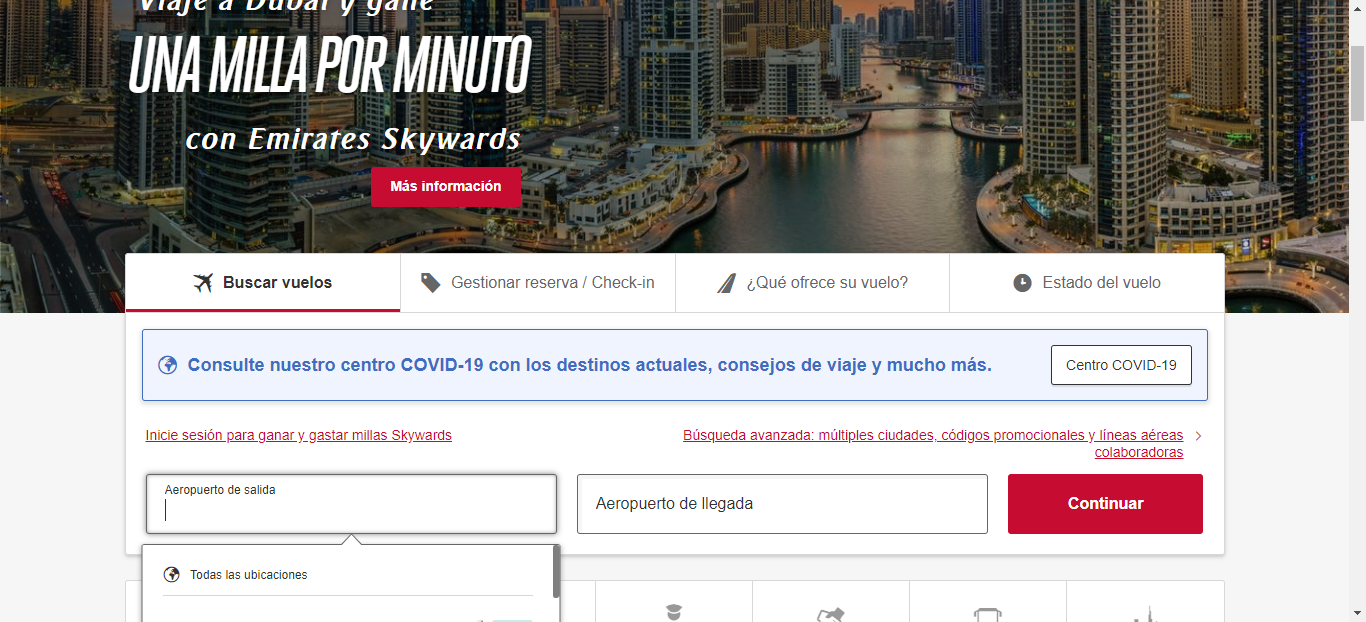 Viaje a Dubái y gane
UNA MILLA POR MINUTO
con Emirates Skywards
Más información
Buscar vuelos
Gestionar reserva / Check-in
¿Qué ofrece su vuelo?
Estado del vuelo
Consulte nuestro centro COVID-19 con los destinos actuales, consejos de viaje y mucho más.
Centro COVID-19
Inicie sesión para ganar y gastar millas Skywards
Búsqueda avanzada: múltiples ciudades, códigos promocionales y líneas aéreas
colaboradoras
Aeropuerto de salida
Aeropuerto de llegada
Continuar
Todas las ubicaciones